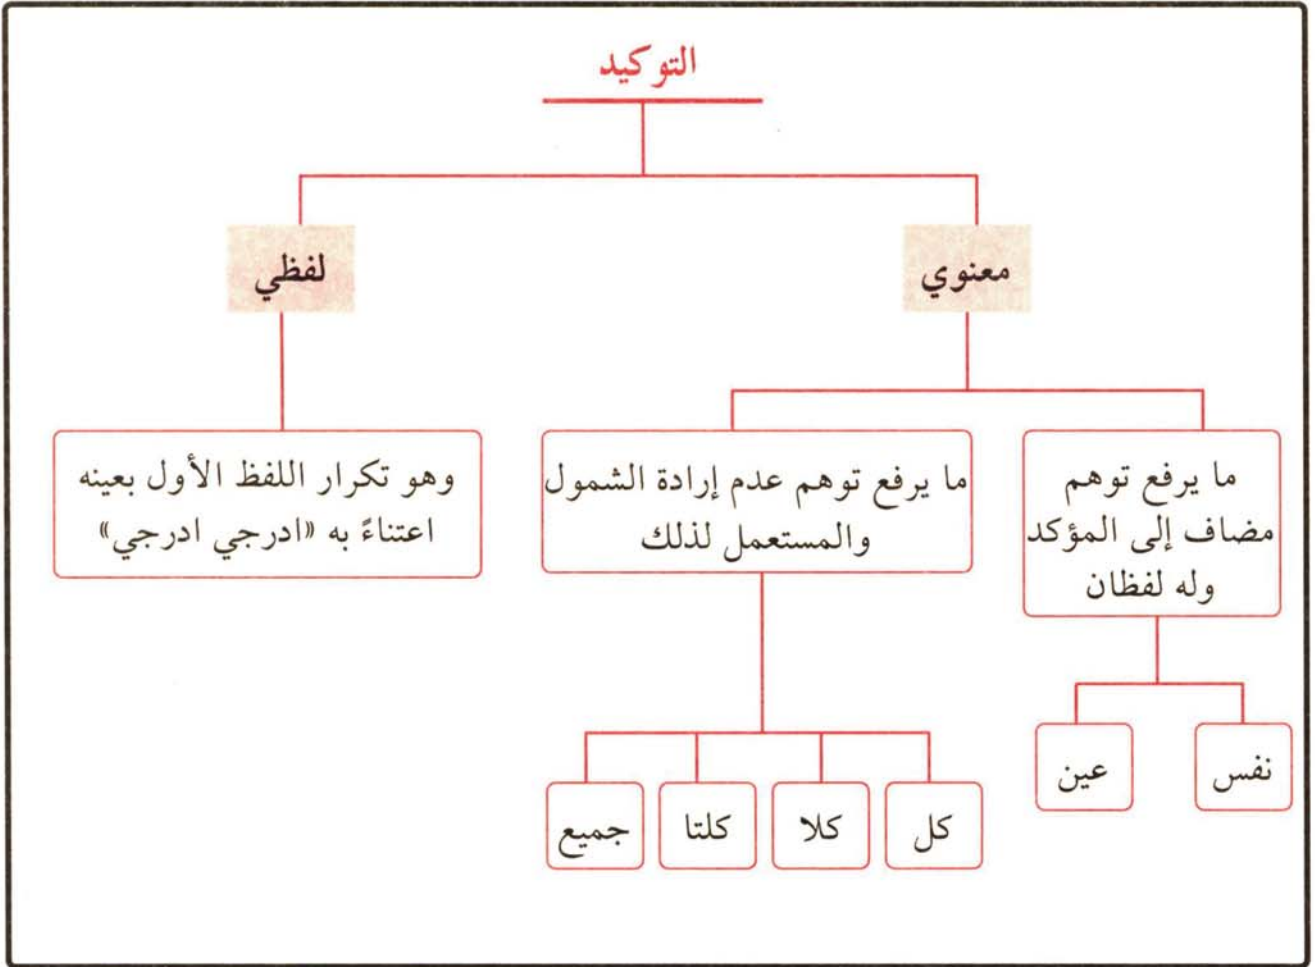 التوكيد
معنوي
لفظي
ما يرفع توهم
مضاف إلى المؤكد
وله لفظان
ما يرفع توهم عدم إرادة الشمول
والمستعمل لذلك
وهو تكرار اللفظ الأول بعينه
اعتناءً به «ادرجي ادرجي»
نفس
عين
كل
كلا
كلتا
جميع